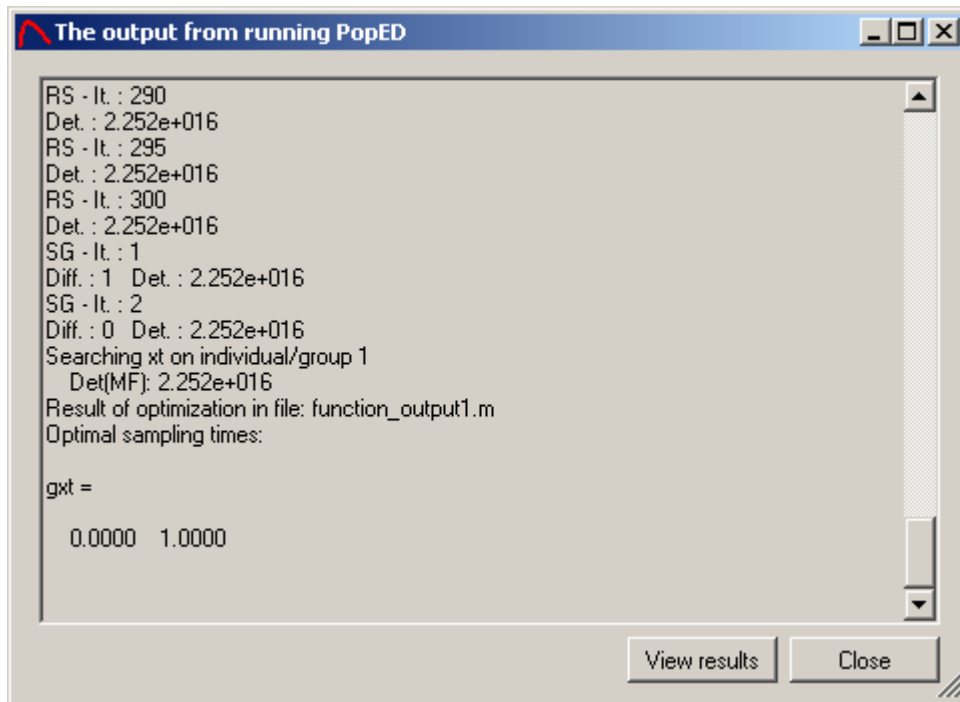 The output from running PopED
RS - It. : 290
Det. : 2.252e+016
RS - It. : 295
Det. : 2.252e+016
RS - It. : 300
Det. : 2.252e+016
SG - It. : 1
Diff. : 1   Det. : 2.252e+016
SG - It. : 2
Diff. : 0   Det. : 2.252e+016
Searching xt on individual/group 1
Det(MF): 2.252e+016
Result of optimization in file: function_output1.m
Optimal sampling times:
gxt =
0.0000   1.0000
View results   Close